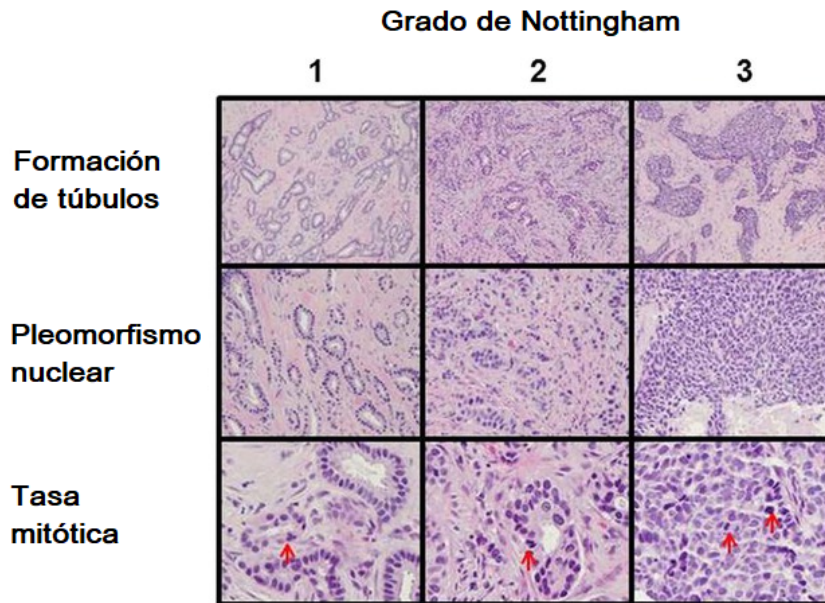 Grado de Nottingham
1 2 3
Formación
de túbulos
Pleomorfismo
nuclear
Tasa
mitótica